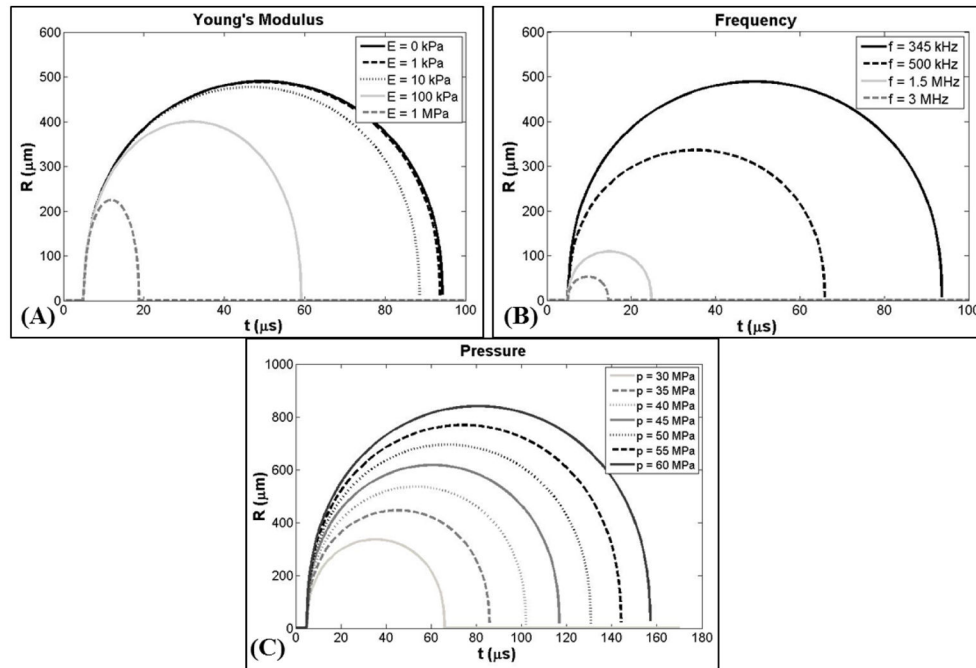 Young's Modulus
600
500
400
300
200
100
0
R (μm)
E = 0 kPa
E = 1 kPa
E = 10 kPa
E = 100 kPa
E = 1 MPa
0 20 40 60 80 100
t (μs)
(A)
Frequency
600
500
400
300
200
100
0
R (μm)
f = 345 kHz
f = 500 kHz
f = 1.5 MHz
f = 3 MHz
0 20 40 60 80 100
t (μs)
(B)
Pressure
1000
800
600
400
200
0
R (μm)
p = 30 MPa
p = 35 MPa
p = 40 MPa
p = 45 MPa
p = 50 MPa
p = 55 MPa
p = 60 MPa
0 20 40 60 80 100 120 140 160 180
t (μs)
(C)